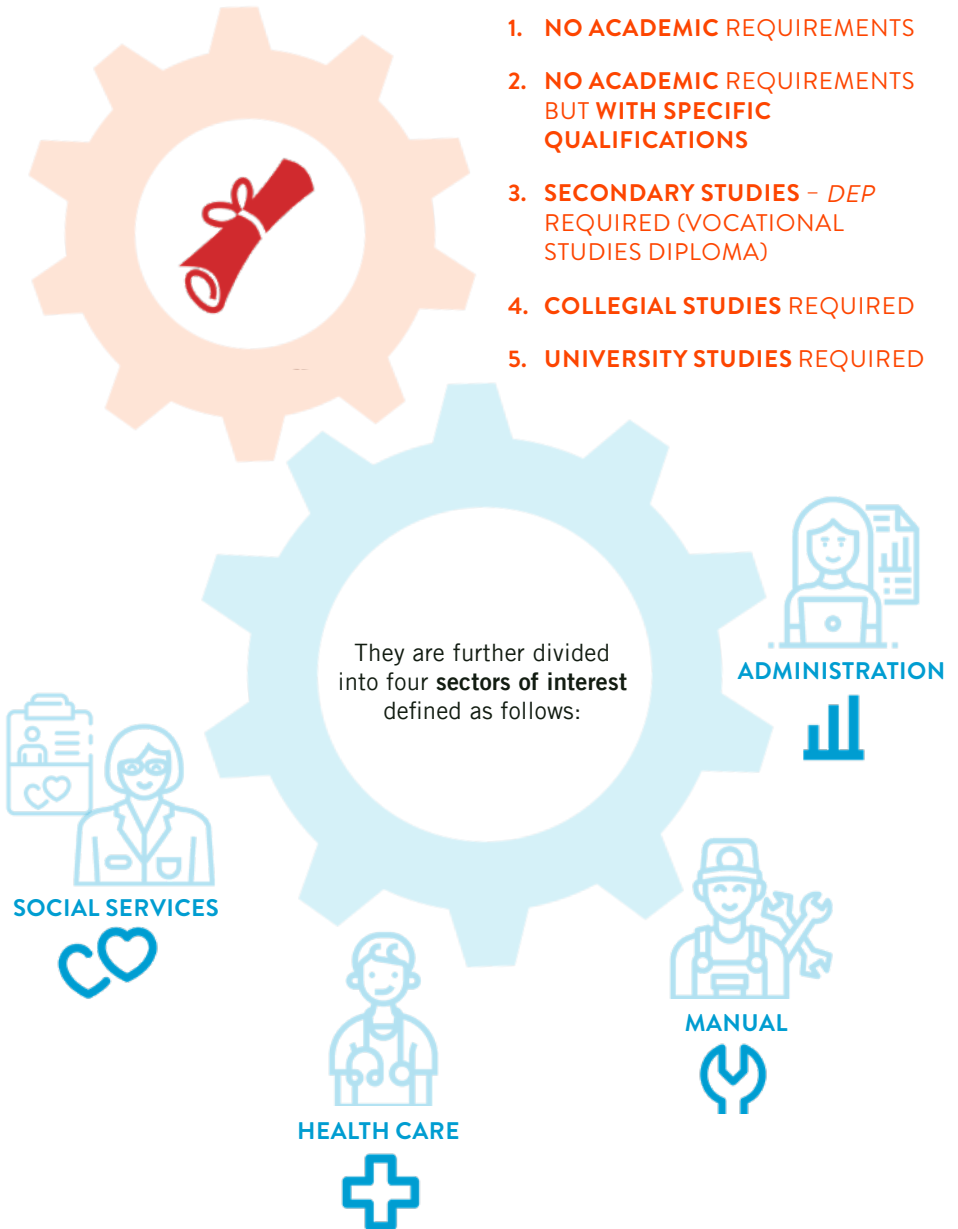 1. NO ACADEMIC REQUIREMENTS
2. NO ACADEMIC REQUIREMENTS
BUT WITH SPECIFIC
QUALIFICATIONS
3. SECONDARY STUDIES – DEP
REQUIRED (VOCATIONAL
STUDIES DIPLOMA)
4. COLLEGIAL STUDIES REQUIRED
5. UNIVERSITY STUDIES REQUIRED
They are further divided
into four sectors of interest
defined as follows:
ADMINISTRATION
SOCIAL SERVICES
MANUAL
HEALTH CARE